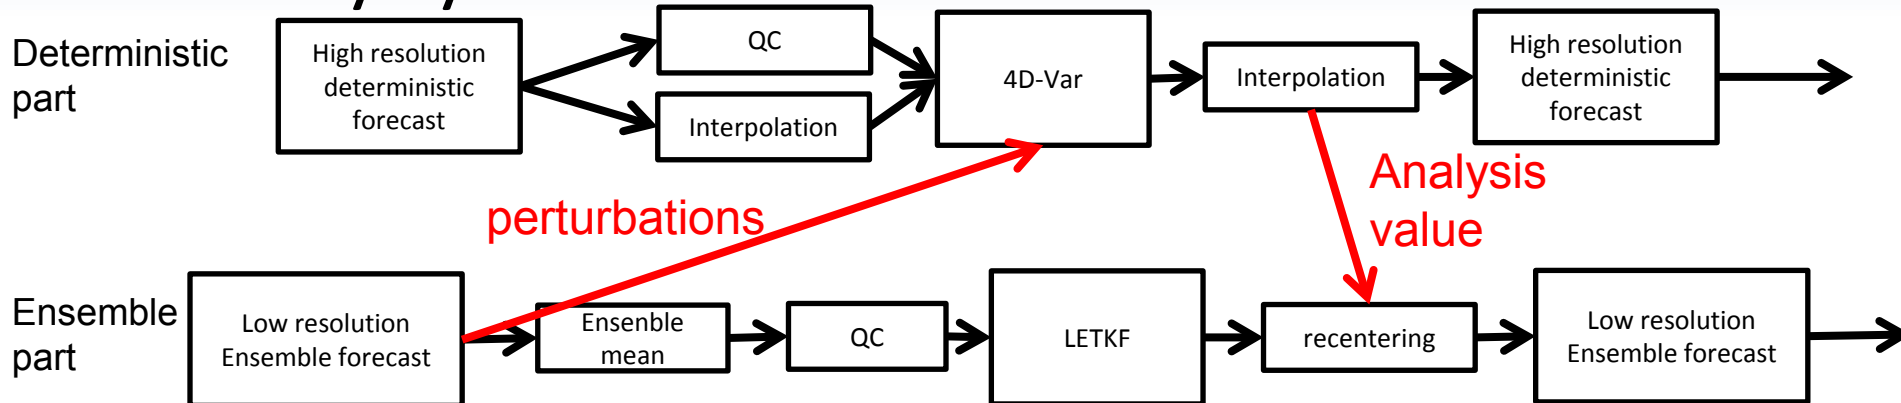 Deterministic
part
High resolution
deterministic
forecast
QC
Interpolation
4D-Var
Interpolation
High resolution
deterministic
forecast
perturbations
Analysis
value
Ensemble
part
Low resolution
Ensemble forecast
Ensenble
mean
QC
LETKF
recentering
Low resolution
Ensemble forecast